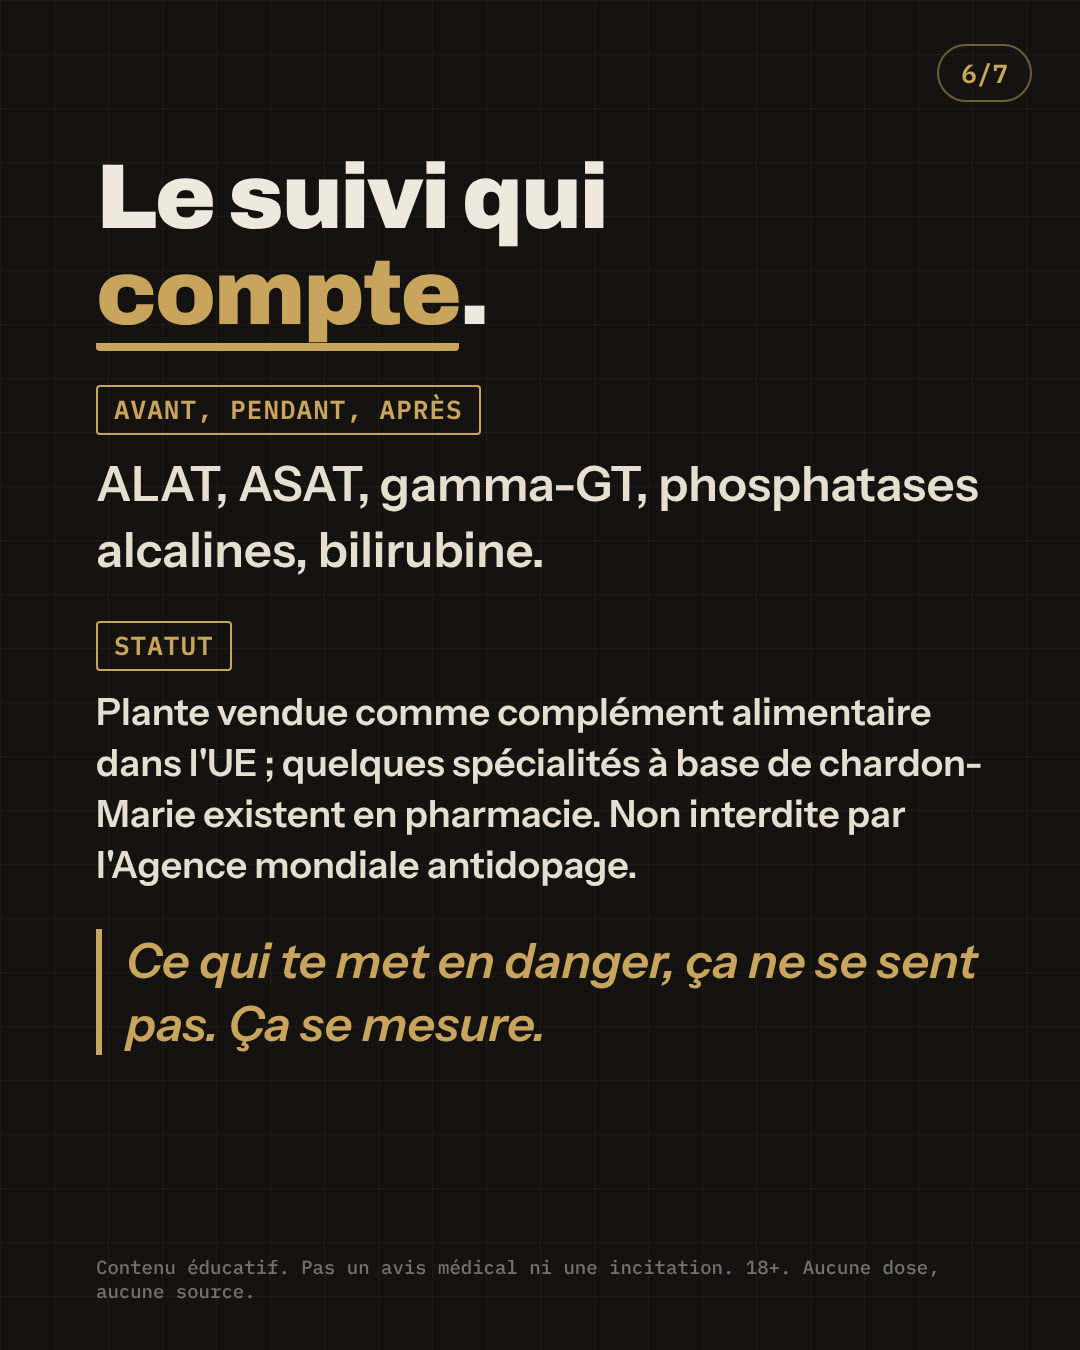 6/7
Le suivi qui
compte.
AVANT, PENDANT, APRÈS
ALAT, ASAT, gamma-GT, phosphatases
alcalines, bilirubine.
STATUT
Plante vendue comme complément alimentaire
dans l'UE ; quelques spécialités à base de chardon-
Marie existent en pharmacie. Non interdite par
l'Agence mondiale antidopage.
Ce qui te met en danger, ça ne se sent
pas. Ça se mesure.
Contenu éducatif. Pas un avis médical ni une incitation. 18+. Aucune dose,
aucune source.